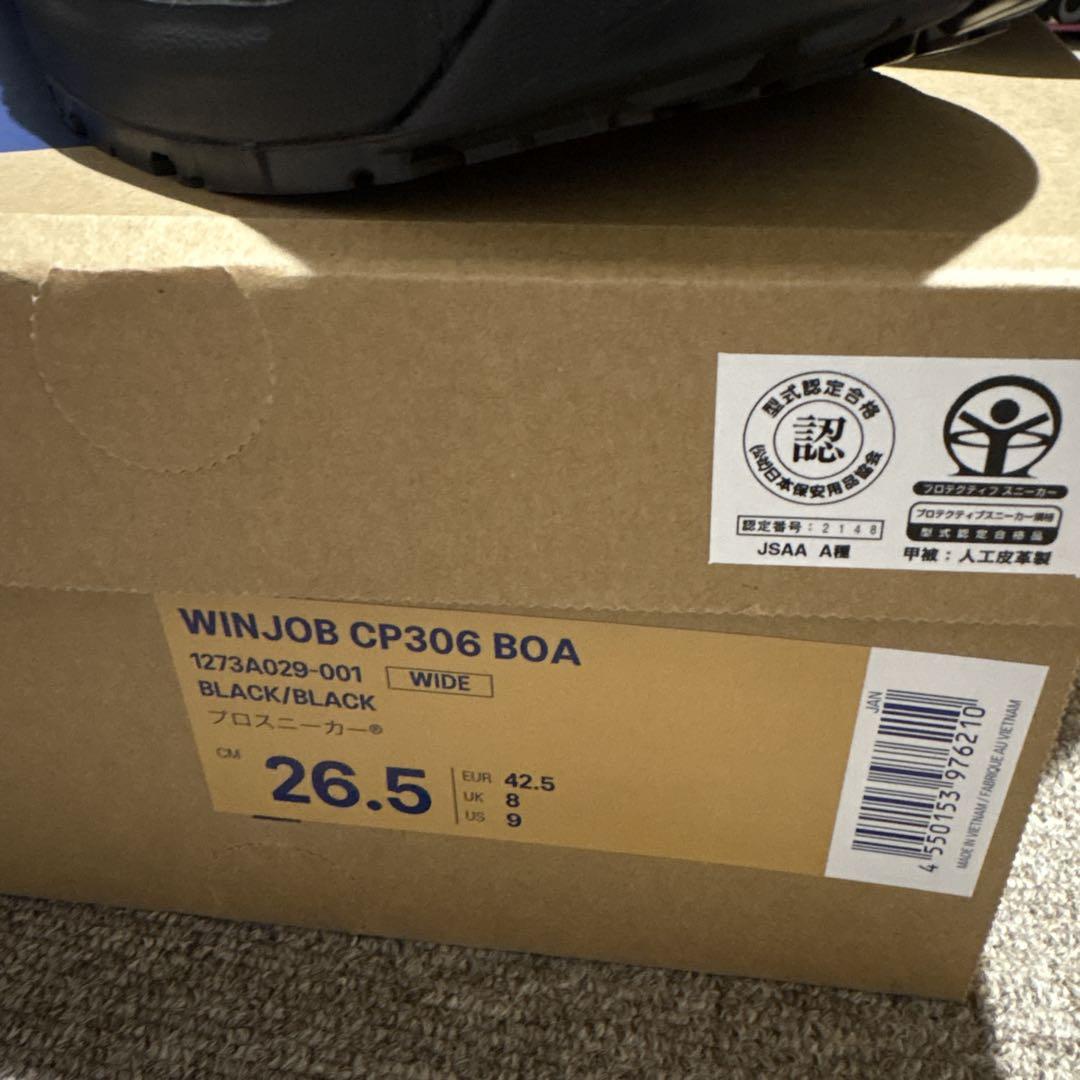 型式認定合格
認
(公社)日本保安用品協会
認定番号：2148
JSAA A種
プロテクティブ スニーカー
プロテクティブスニーカー規格
型式認定合格品
甲被：人工皮革製
WINJOB CP306 BOA
1273A029-001 WIDE
BLACK/BLACK
プロスニーカー®
CM 26.5
EUR 42.5
UK 8
US 9
JAN
4550153976210
MADE IN VIETNAM / FABRIQUE AU VIETNAM